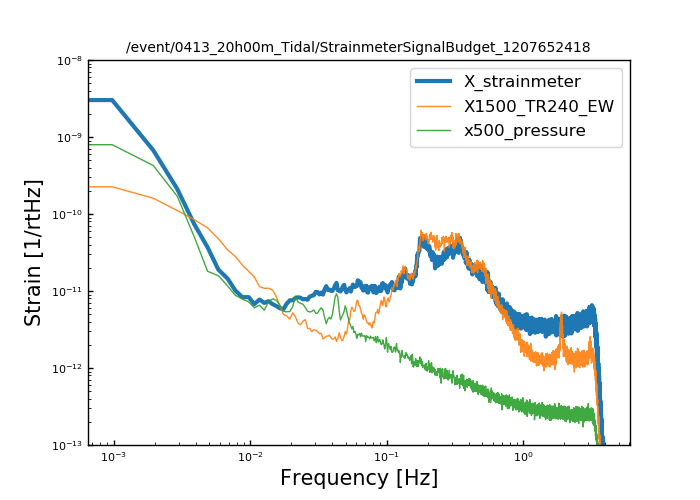 /event/0413_20h00m_Tidal/StrainmeterSignalBudget_1207652418
X_strainmeter
X1500_TR240_EW
x500_pressure
Strain [1/rtHz]
10⁻⁸
10⁻⁹
10⁻¹⁰
10⁻¹¹
10⁻¹²
10⁻¹³
10⁻³
10⁻²
10⁻¹
10⁰
Frequency [Hz]